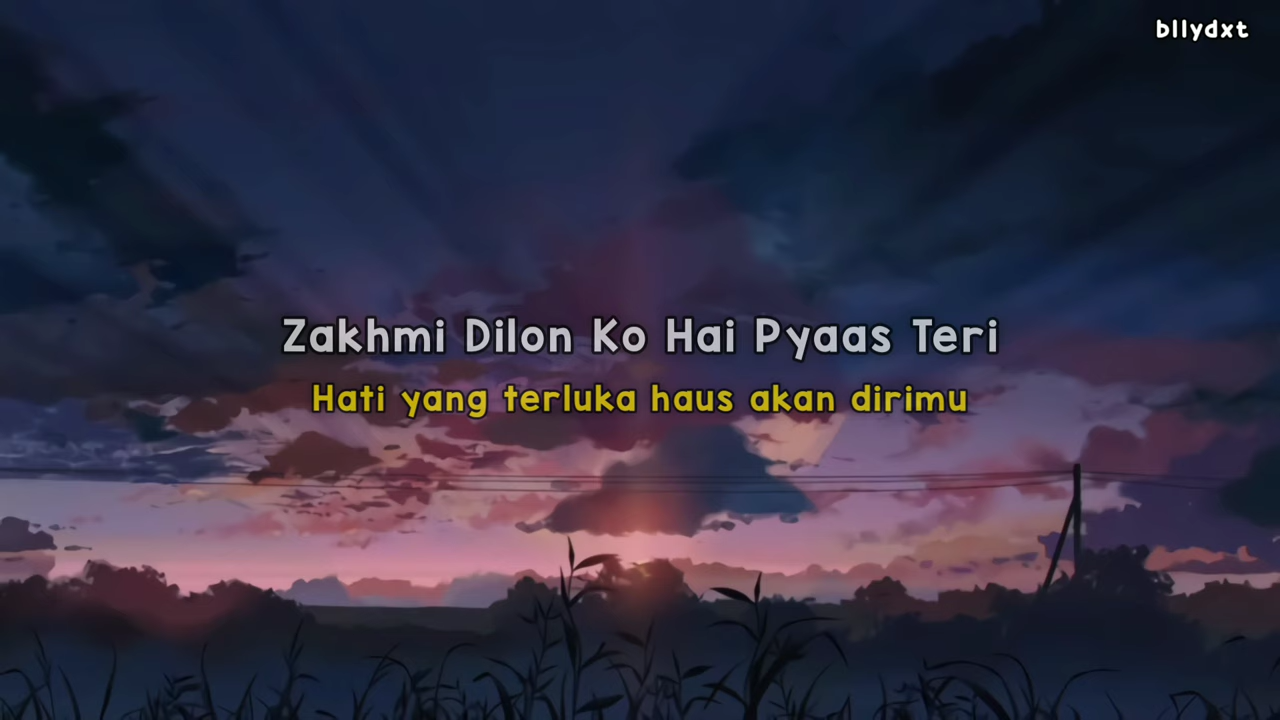 bllydxt
Zakhmi Dilon Ko Hai Pyaas Teri
Hati yang terluka haus akan dirimu